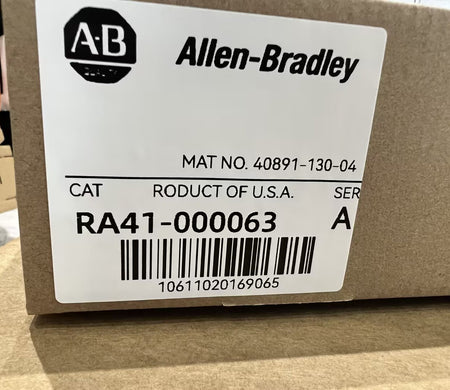 A-B
Allen-Bradley
MAT NO. 40891-130-04
CAT RODUCT OF U.S.A. SER
RA41-000063 A
10611020169065